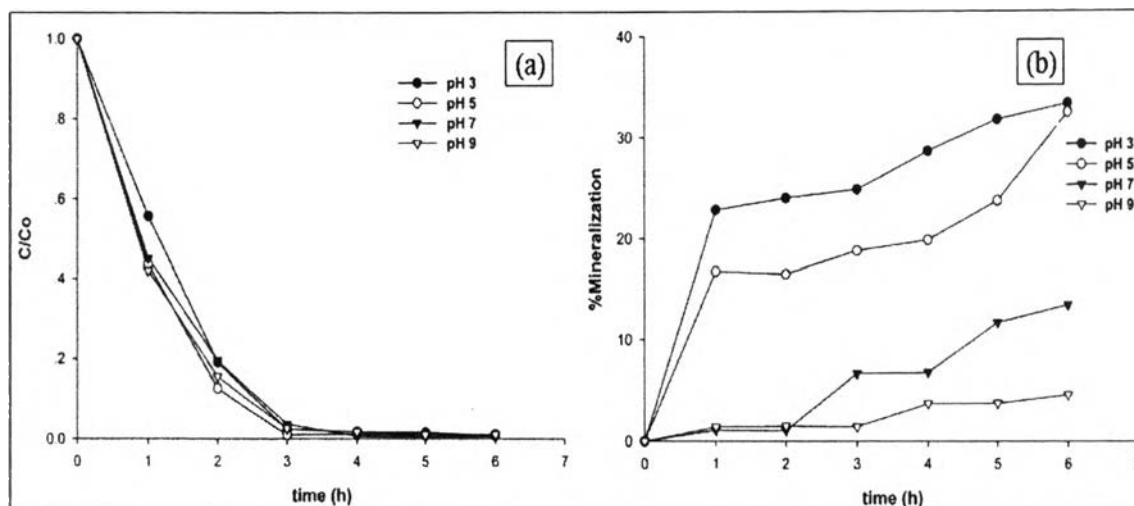 (a)
1.0
.8
.6
.4
.2
0.0
C/Co
0 1 2 3 4 5 6 7
time (h)
pH 3
pH 5
pH 7
pH 9
(b)
40
30
20
10
0
%Mineralization
0 1 2 3 4 5 6
time (h)
pH 3
pH 5
pH 7
pH 9